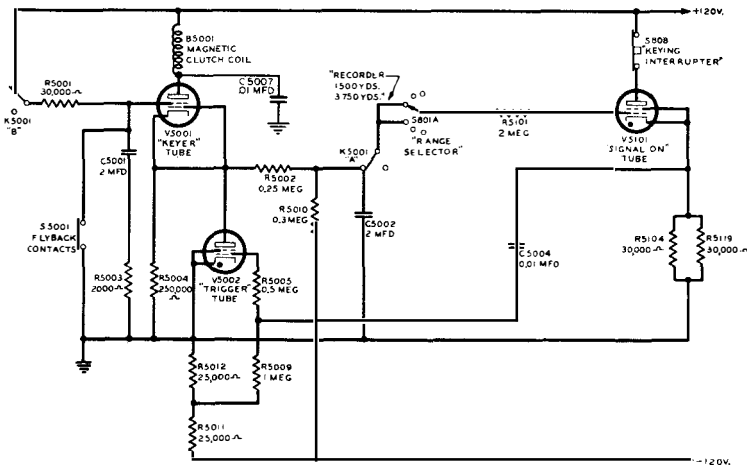 +120V.
B5001
MAGNETIC
CLUTCH COIL
S808
"KEYING
INTERRUPTER"
C5007
.01 MFD
"RECORDER
1500 YDS.
3750 YDS."
R5001
30,000∿
K5001
"B"
V5001
"KEYER"
TUBE
S801A
"RANGE
SELECTOR"
R5101
2 MEG
V5101
"SIGNAL ON"
TUBE
C5001
2 MFD
K5001
"A"
R5002
0.25 MEG
R5010
0.3 MEG
C5002
2 MFD
S5001
FLYBACK
CONTACTS
C5004
0.01 MFD
R5104
30,000∿
R5119
30,000∿
R5003
2000∿
R5004
250,000∿
V5002
"TRIGGER"
TUBE
R5005
0.5 MEG
R5012
25,000∿
R5009
1 MEG
R5011
25,000∿
-120V.